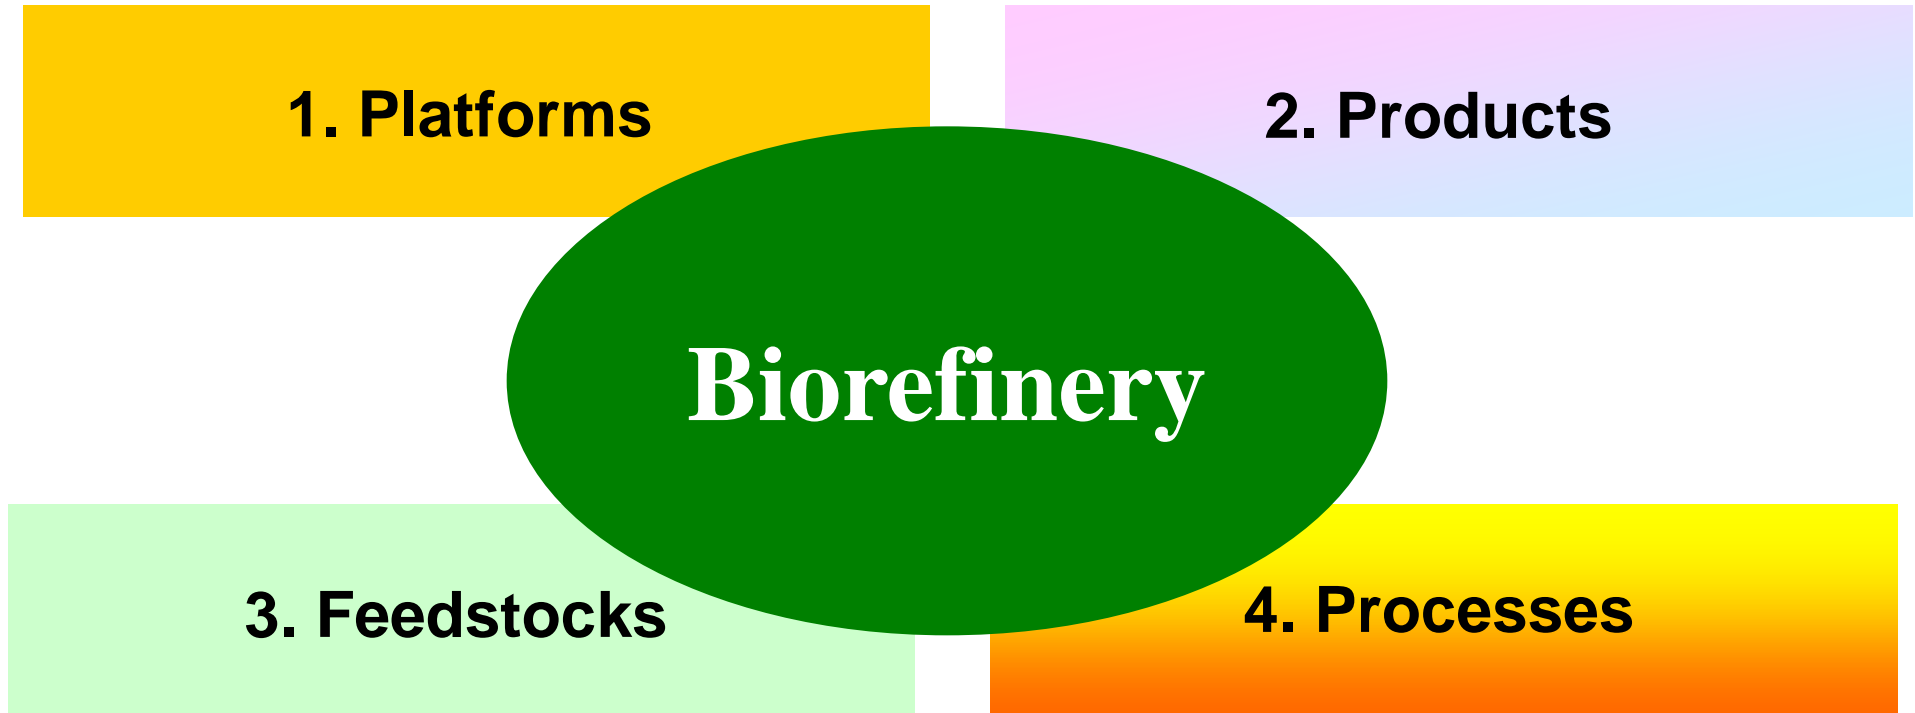 1. Platforms
2. Products
Biorefinery
3. Feedstocks
4. Processes